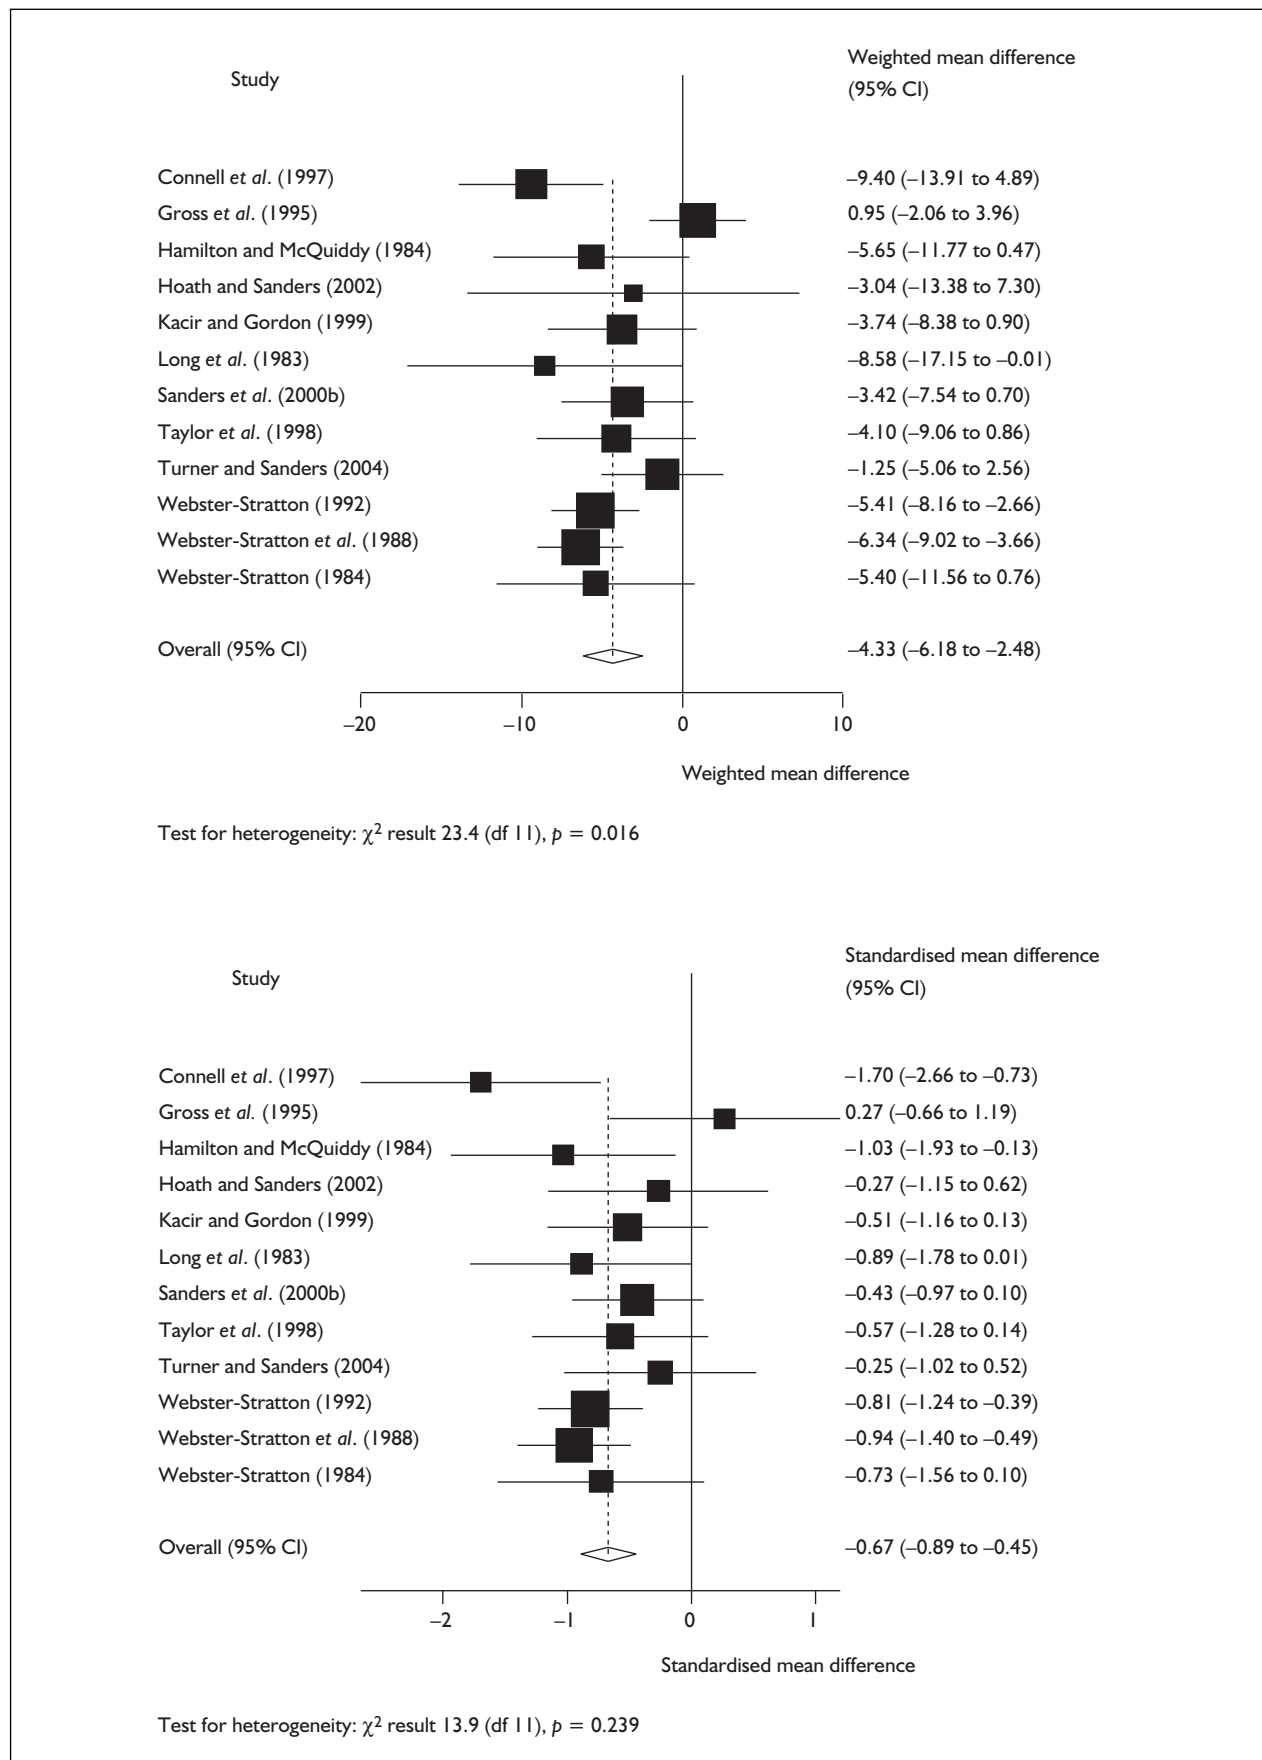 Study
Weighted mean difference
(95% CI)
Connell et al. (1997) –9.40 (–13.91 to 4.89)
Gross et al. (1995) 0.95 (–2.06 to 3.96)
Hamilton and McQuiddy (1984) –5.65 (–11.77 to 0.47)
Hoath and Sanders (2002) –3.04 (–13.38 to 7.30)
Kacir and Gordon (1999) –3.74 (–8.38 to 0.90)
Long et al. (1983) –8.58 (–17.15 to –0.01)
Sanders et al. (2000b) –3.42 (–7.54 to 0.70)
Taylor et al. (1998) –4.10 (–9.06 to 0.86)
Turner and Sanders (2004) –1.25 (–5.06 to 2.56)
Webster-Stratton (1992) –5.41 (–8.16 to –2.66)
Webster-Stratton et al. (1988) –6.34 (–9.02 to –3.66)
Webster-Stratton (1984) –5.40 (–11.56 to 0.76)
Overall (95% CI) –4.33 (–6.18 to –2.48)
–20 –10 0 10
Weighted mean difference
Test for heterogeneity: χ² result 23.4 (df 11), p = 0.016
Study
Standardised mean difference
(95% CI)
Connell et al. (1997) –1.70 (–2.66 to –0.73)
Gross et al. (1995) 0.27 (–0.66 to 1.19)
Hamilton and McQuiddy (1984) –1.03 (–1.93 to –0.13)
Hoath and Sanders (2002) –0.27 (–1.15 to 0.62)
Kacir and Gordon (1999) –0.51 (–1.16 to 0.13)
Long et al. (1983) –0.89 (–1.78 to 0.01)
Sanders et al. (2000b) –0.43 (–0.97 to 0.10)
Taylor et al. (1998) –0.57 (–1.28 to 0.14)
Turner and Sanders (2004) –0.25 (–1.02 to 0.52)
Webster-Stratton (1992) –0.81 (–1.24 to –0.39)
Webster-Stratton et al. (1988) –0.94 (–1.40 to –0.49)
Webster-Stratton (1984) –0.73 (–1.56 to 0.10)
Overall (95% CI) –0.67 (–0.89 to –0.45)
–2 –1 0 1
Standardised mean difference
Test for heterogeneity: χ² result 13.9 (df 11), p = 0.239